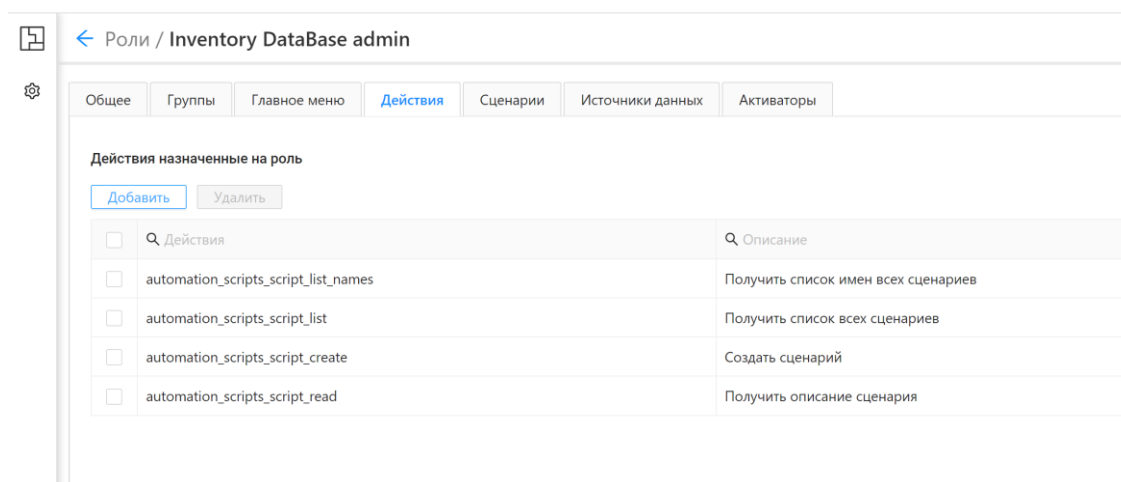 Роли / Inventory DataBase admin
Общее Группы Главное меню Действия Сценарии Источники данных Активаторы
Действия назначенные на роль
Добавить Удалить
Действия Описание
automation_scripts_script_list_names Получить список имен всех сценариев
automation_scripts_script_list Получить список всех сценариев
automation_scripts_script_create Создать сценарий
automation_scripts_script_read Получить описание сценария